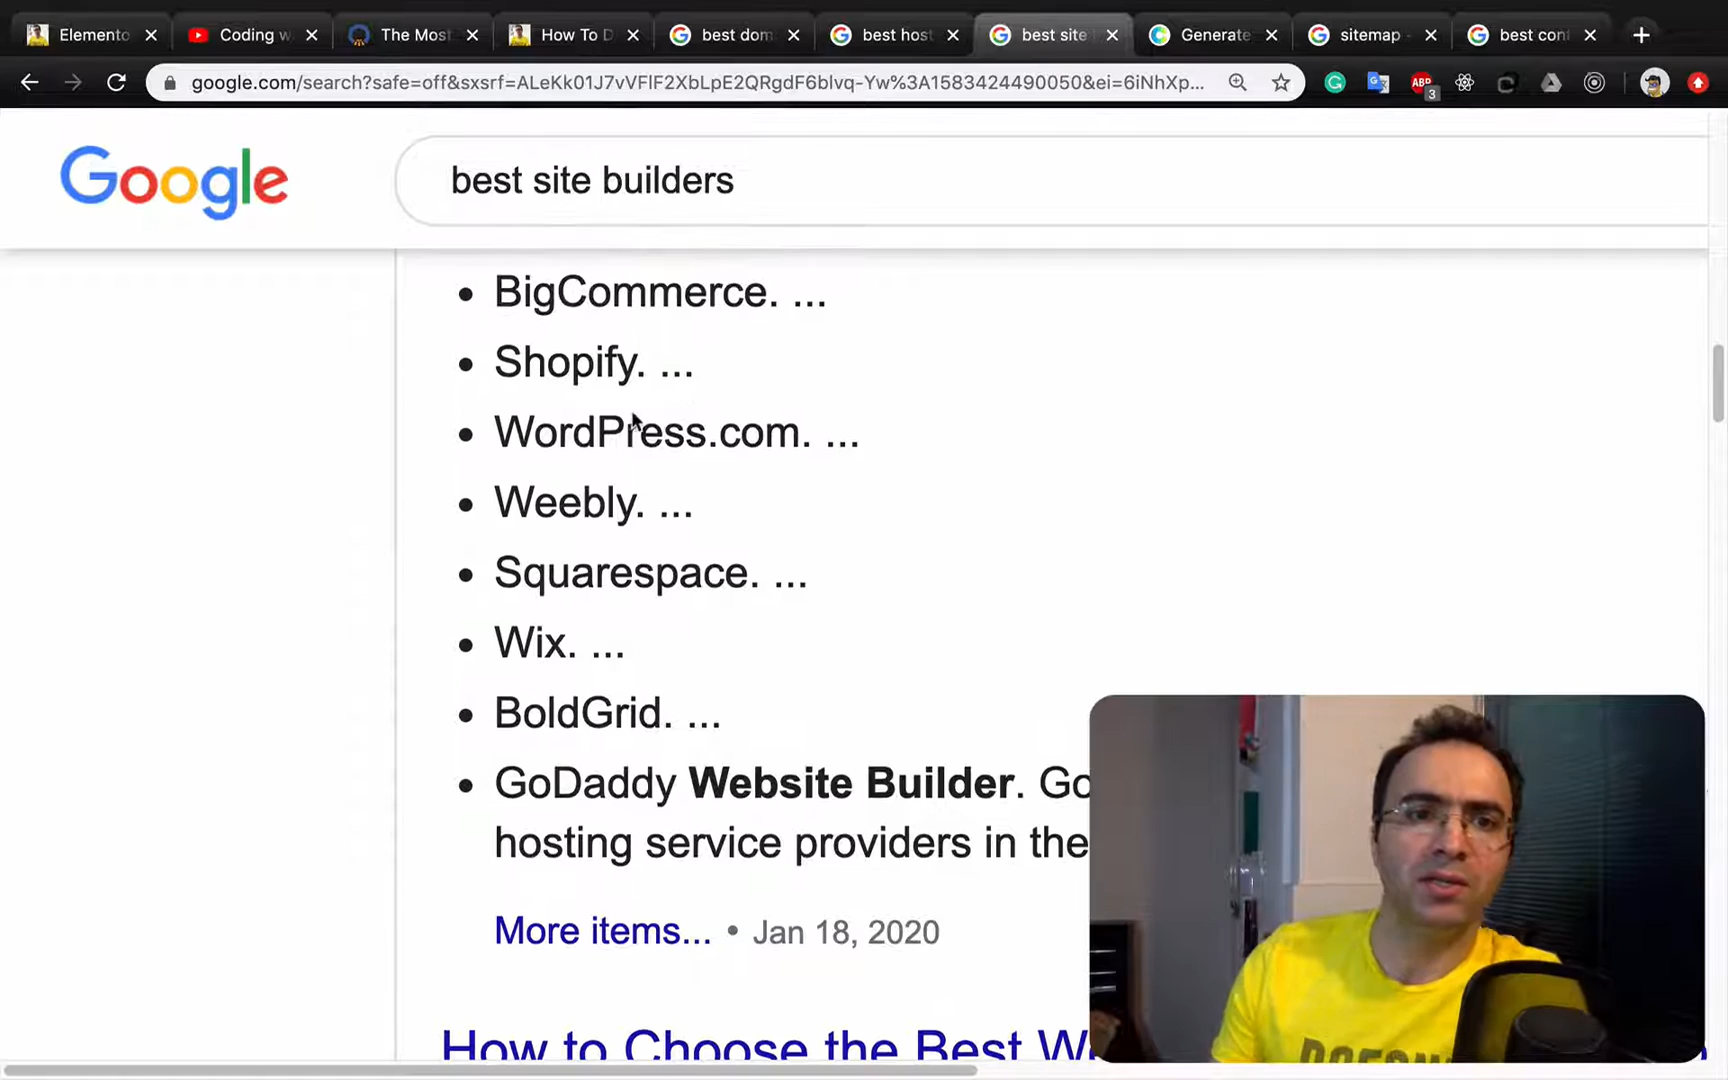 Elemento
Coding w
The Most
How To D
best dom
best host
best site
Generate
sitemap -
best con
google.com/search?safe=off&sxsrf=ALeKk01J7vVFlF2XbLpE2QRgdF6blvq-Yw%3A1583424490050&ei=6iNhXp...
ABP
3
Google
best site builders
BigCommerce. ...
Shopify. ...
WordPress.com. ...
Weebly. ...
Squarespace. ...
Wix. ...
BoldGrid. ...
GoDaddy Website Builder. Go
hosting service providers in the
More items... • Jan 18, 2020
How to Choose the Best W